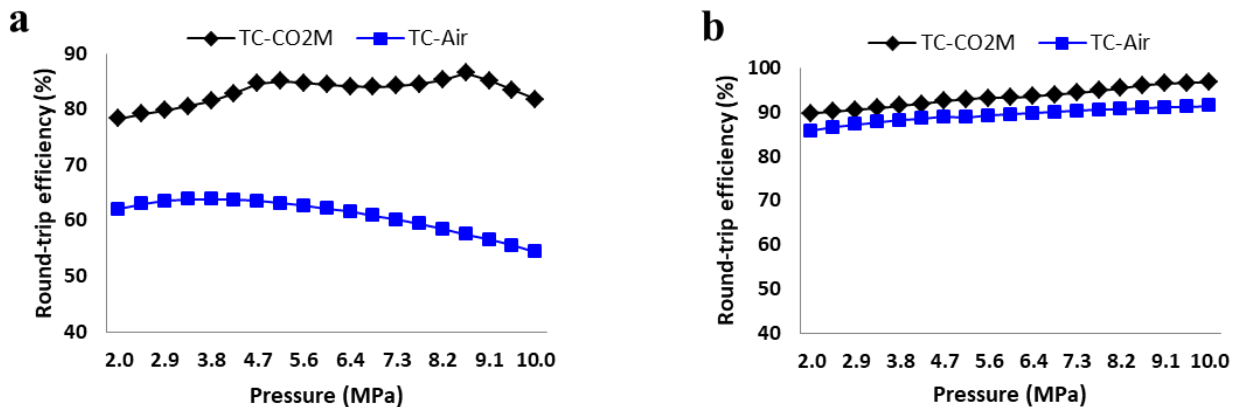 a
TC-CO2M TC-Air
Round-trip efficiency (%)
90
80
70
60
50
40
2.0 2.9 3.8 4.7 5.6 6.4 7.3 8.2 9.1 10.0
Pressure (MPa)
b
TC-CO2M TC-Air
Round-trip efficiency (%)
100
90
80
70
60
50
40
2.0 2.9 3.8 4.7 5.6 6.4 7.3 8.2 9.1 10.0
Pressure (MPa)